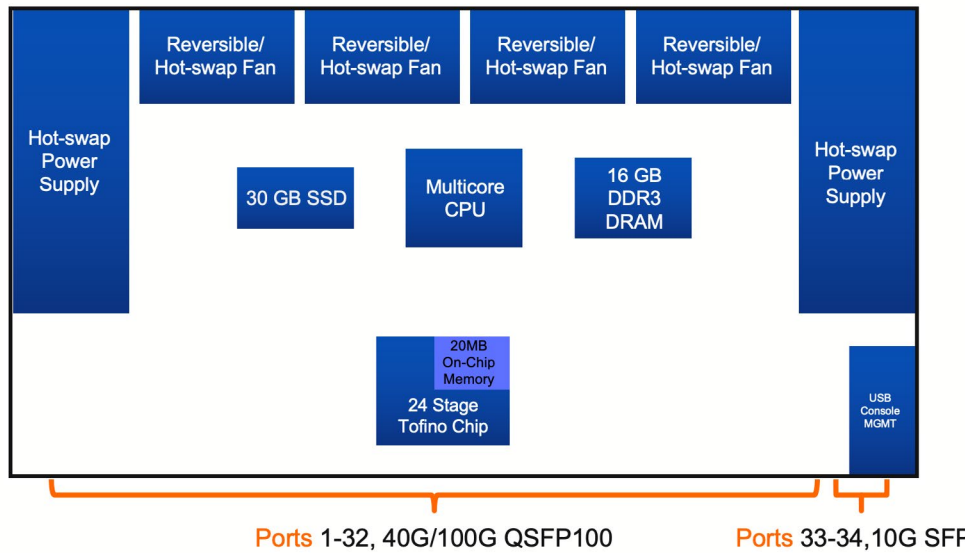 Reversible/
Hot-swap Fan
Reversible/
Hot-swap Fan
Reversible/
Hot-swap Fan
Reversible/
Hot-swap Fan
Hot-swap
Power
Supply
30 GB SSD
Multicore
CPU
16 GB
DDR3
DRAM
Hot-swap
Power
Supply
20MB
On-Chip
Memory
24 Stage
Tofino Chip
USB
Console
MGMT
Ports 1-32, 40G/100G QSFP100
Ports 33-34,10G SFP